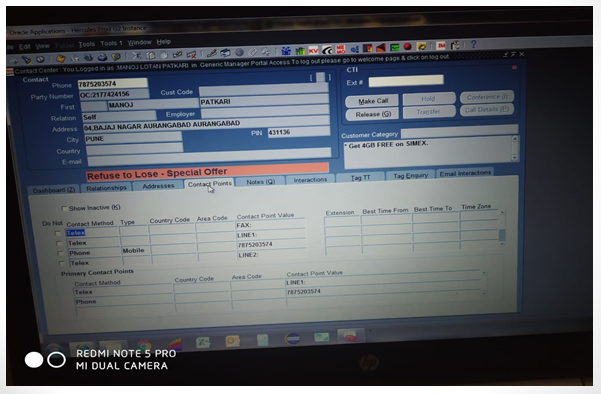 Oracle Applications - Hercules Prod G2 Instance
Edit View Tools Tools 1 Window Help
Contact Center : You Logged in as :MANOJ LOTAN PATKARI in Generic Manager Portal Access To log out please go to welcome page & click on log out
Contact
Phone 7875203574
Party Number OC:2177424156 Cust Code
First MANOJ PATKARI
Relation Self Employer
Address 04,BAJAJ NAGAR AURANGABAD AURANGABAD
City PUNE PIN 431136
Country
E-mail
CTI
Ext #
Make Call Hold Conference (I)
Release (G) Transfer Call Details (F)
Customer Category
* Get 4GB FREE on SIMEX.
Refuse to Lose - Special Offer
Dashboard (Z) Relationships Addresses Contact Points Notes (Q) Interactions Tag TT Tag Enquiry Email Interactions
Show Inactive (K)
Do Not Contact Method Type Country Code Area Code Contact Point Value Extension Best Time From Best Time To Time Zone
Telex FAX:
Telex LINE1:
Phone Mobile 7875203574
Telex LINE2:
Primary Contact Points
Contact Method Country Code Area Code Contact Point Value
Telex LINE1:
Phone 7875203574
hp
REDMI NOTE 5 PRO
MI DUAL CAMERA